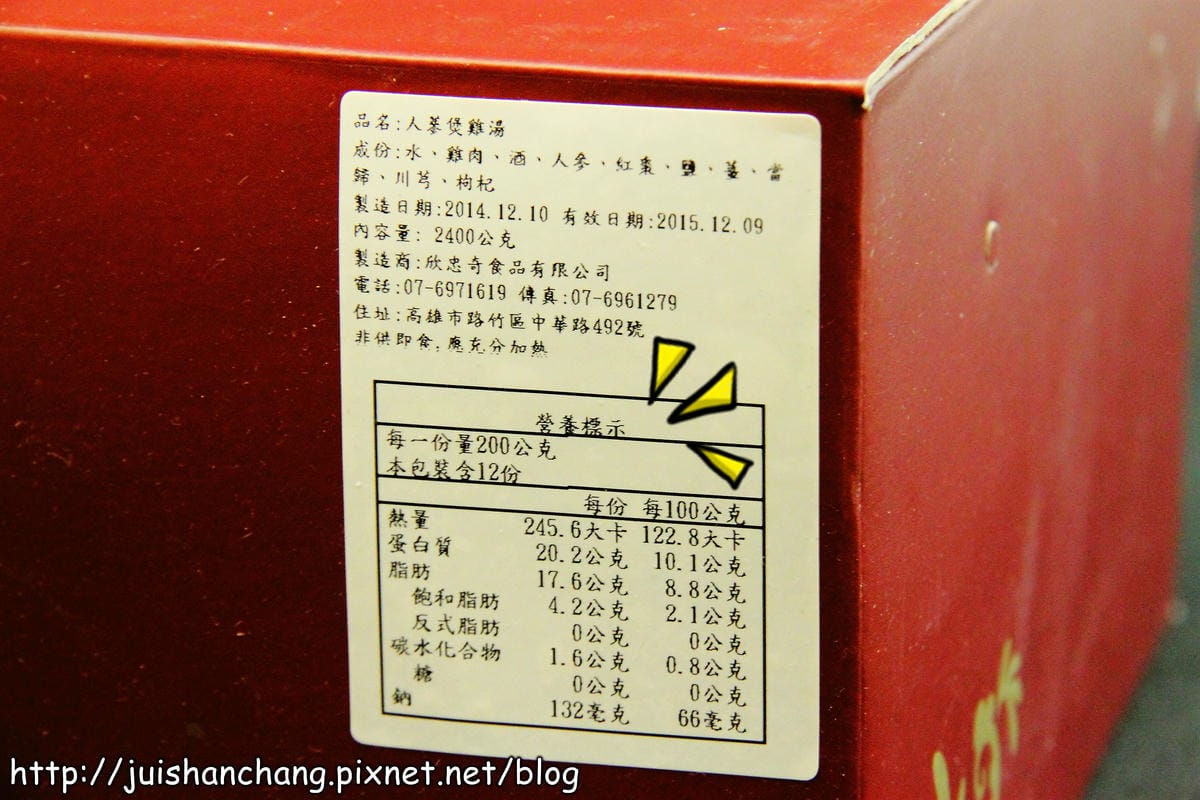 品名:人蔘煲雞湯
成份:水、雞肉、酒、人參、紅棗、鹽、薑、當
歸、川芎、枸杞
製造日期:2014.12.10 有效日期:2015.12.09
內容量: 2400公克
製造商:欣忠奇食品有限公司
電話:07-6971619 傳真:07-6961279
住址:高雄市路竹區中華路492號
非供即食,應充分加熱
營養標示
每一份量200公克
本包裝含12份
每份 每100公克
熱量 245.6大卡 122.8大卡
蛋白質 20.2公克 10.1公克
脂肪 17.6公克 8.8公克
飽和脂肪 4.2公克 2.1公克
反式脂肪 0公克 0公克
碳水化合物 1.6公克 0.8公克
糖 0公克 0公克
鈉 132毫克 66毫克
http://juishanchang.pixnet.net/blog